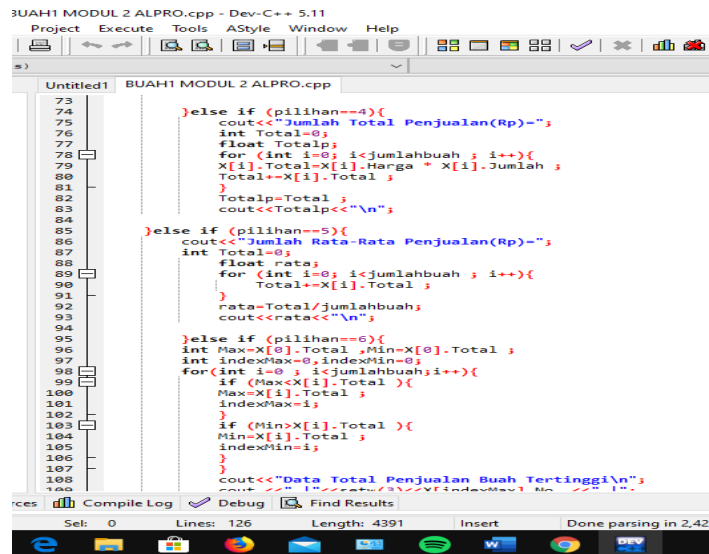 BUAH1 MODUL 2 ALPRO.cpp - Dev-C++ 5.11
Project Execute Tools AStyle Window Help
s)
Untitled1 BUAH1 MODUL 2 ALPRO.cpp
73
74 }else if (pilihan==4){
75 cout<<"Jumlah Total Penjualan(Rp)=";
76 int Total=0;
77 float Totalp;
78 for (int i=0; i<jumlahbuah ; i++){
79 X[i].Total=X[i].Harga * X[i].Jumlah ;
80 Total+=X[i].Total ;
81 }
82 Totalp=Total ;
83 cout<<Totalp<<"\n";
84
85 }else if (pilihan==5){
86 cout<<"Jumlah Rata-Rata Penjualan(Rp)=";
87 int Total=0;
88 float rata;
89 for (int i=0; i<jumlahbuah ; i++){
90 Total+=X[i].Total ;
91 }
92 rata=Total/jumlahbuah;
93 cout<<rata<<"\n";
94
95 }else if (pilihan==6){
96 int Max=X[0].Total ,Min=X[0].Total ;
97 int indexMax=0,indexMin=0;
98 for(int i=0 ; i<jumlahbuah;i++){
99 if (Max<X[i].Total ){
100 Max=X[i].Total ;
101 indexMax=i;
102 }
103 if (Min>X[i].Total ){
104 Min=X[i].Total ;
105 indexMin=i;
106 }
107 }
108 cout<<"Data Total Penjualan Buah Tertinggi\n";
109 cout <<" |"<<setw(3)<<X[indexMax].No <<" |";
rces Compile Log Debug Find Results
Sel: 0 Lines: 126 Length: 4391 Insert Done parsing in 2,42
DEV